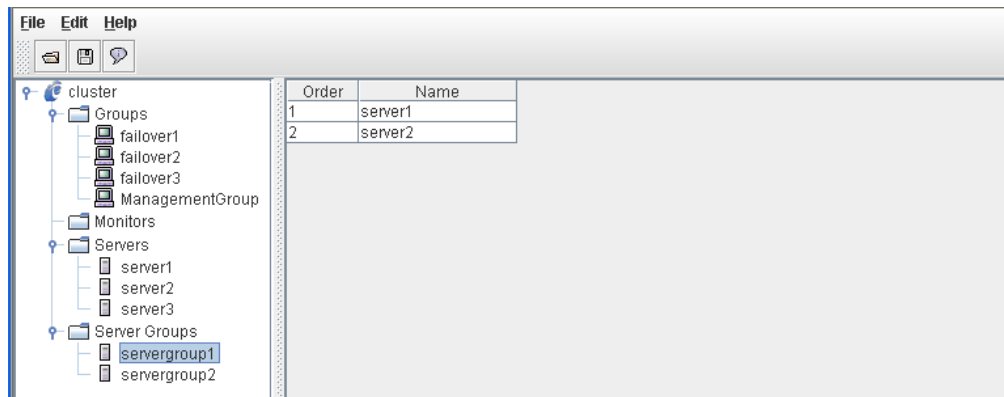 File Edit Help
cluster
Groups
failover1
failover2
failover3
ManagementGroup
Monitors
Servers
server1
server2
server3
Server Groups
servergroup1
servergroup2
Order Name
1 server1
2 server2